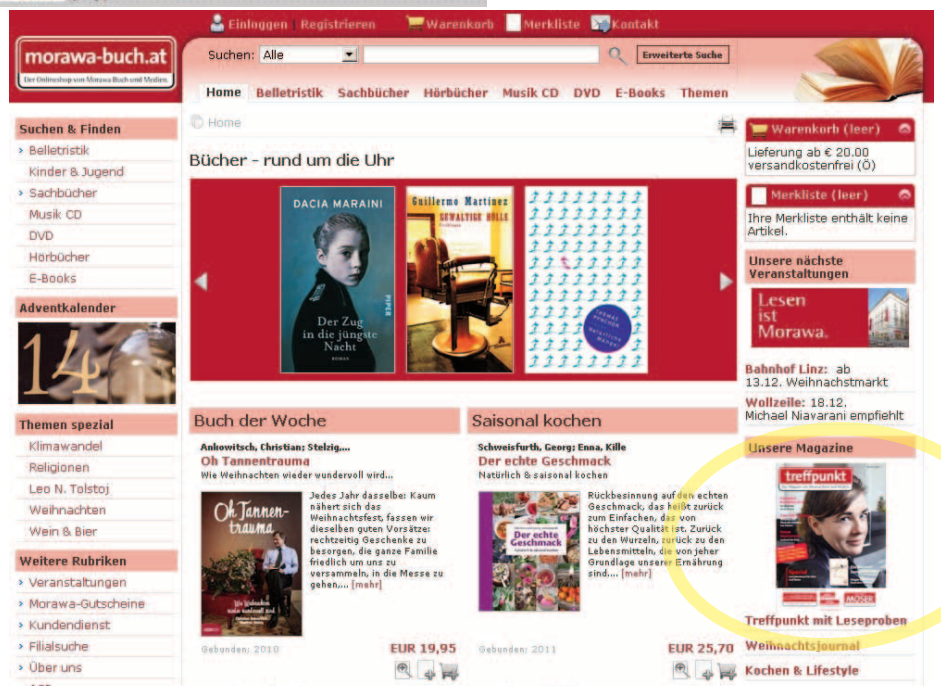 Einloggen | Registrieren Warenkorb Merkliste Kontakt
morawa-buch.at
Der Onlineshop von Morawa Buch und Medien.
Suchen: Alle Erweiterte Suche
Home Belletristik Sachbücher Hörbücher Musik CD DVD E-Books Themen
Suchen & Finden
Belletristik
Kinder & Jugend
Sachbücher
Musik CD
DVD
Hörbücher
E-Books
Adventkalender
14
Themen spezial
Klimawandel
Religionen
Leo N. Tolstoj
Weihnachten
Wein & Bier
Weitere Rubriken
Veranstaltungen
Morawa-Gutscheine
Kundendienst
Filialsuche
Über uns
Home
Bücher - rund um die Uhr
DACIA MARAINI
Der Zug
in die jüngste
Nacht
ROMAN
PIPER
Guillermo Martínez
GEWALTIGE HÖLLE
THOMAS
PYNCHON
NATÜRLICHE
MÄNGEL
Buch der Woche
Ankowitsch, Christian; Stelzig,...
Oh Tannentrauma
Wie Weihnachten wieder wundervoll wird...
Oh Tannen-
trauma
Jedes Jahr dasselbe: Kaum
nähert sich das
Weihnachtsfest, fassen wir
dieselben guten Vorsätze:
rechtzeitig Geschenke zu
besorgen, die ganze Familie
friedlich um uns zu
versammeln, in die Messe zu
gehen,... [mehr]
Gebunden; 2010
EUR 19,95
Saisonal kochen
Schweisfurth, Georg; Enna, Kille
Der echte Geschmack
Natürlich & saisonal kochen
Der echte
Geschmack
Rückbesinnung auf den echten
Geschmack, das heißt zurück
zum Einfachen, das von
höchster Qualität ist. Zurück
zu den Wurzeln, zurück zu den
Lebensmitteln, die von jeher
Grundlage unserer Ernährung
sind.... [mehr]
Gebunden; 2011
EUR 25,70
Warenkorb (leer)
Lieferung ab € 20.00
versandkostenfrei (Ö)
Merkliste (leer)
Ihre Merkliste enthält keine
Artikel.
Unsere nächste
Veranstaltungen
Lesen
ist
Morawa.
Bahnhof Linz: ab
13.12. Weihnachstmarkt
Wollzeile: 18.12.
Michael Niavarani empfiehlt
Unsere Magazine
treffpunkt
Spezial
MOSER
Treffpunkt mit Leseproben
Weihnachtsjournal
Kochen & Lifestyle